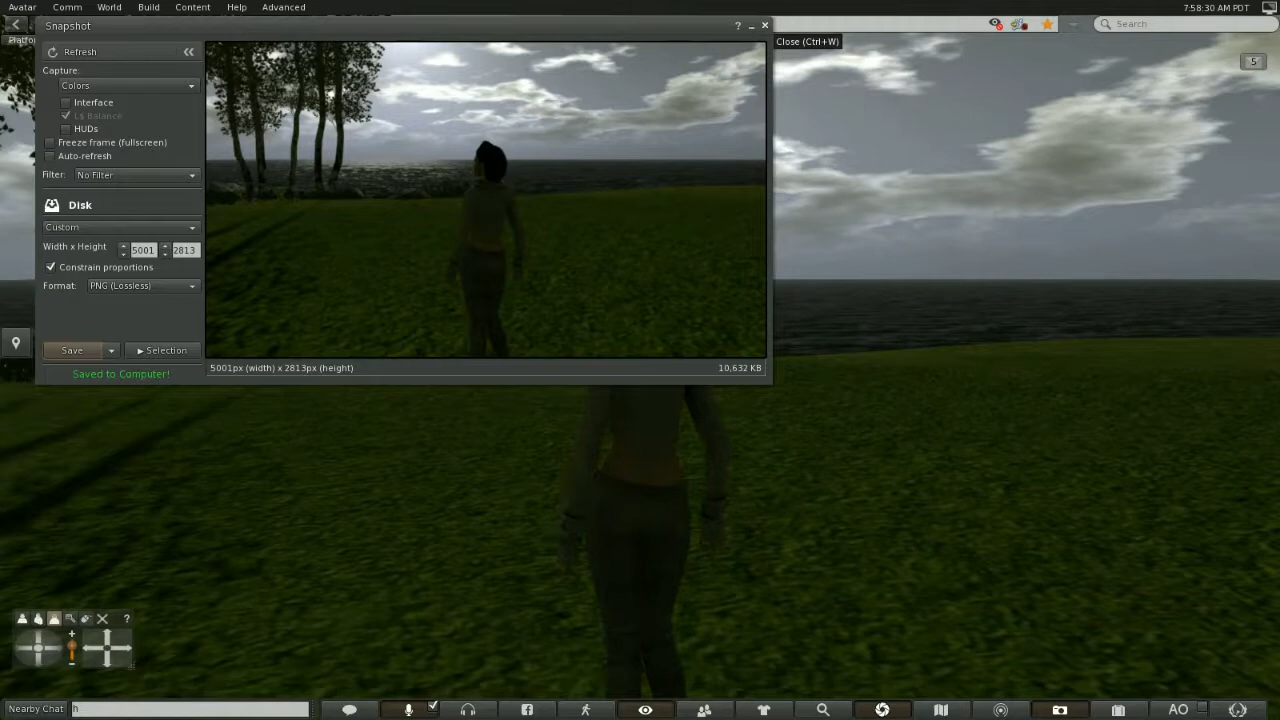 Avatar Comm World Build Content Help Advanced 7:58:30 AM PDT
Snapshot ?
Search
Close (Ctrl+W)
5
Refresh
Capture:
Colors
Interface
L$ Balance
HUDs
Freeze frame (fullscreen)
Auto-refresh
Filter: No Filter
Disk
Custom
Width x Height 5001 2813
Constrain proportions
Format: PNG (Lossless)
Save Selection
Saved to Computer! 5001px (width) x 2813px (height) 10,632 KB
?
Nearby Chat h AO